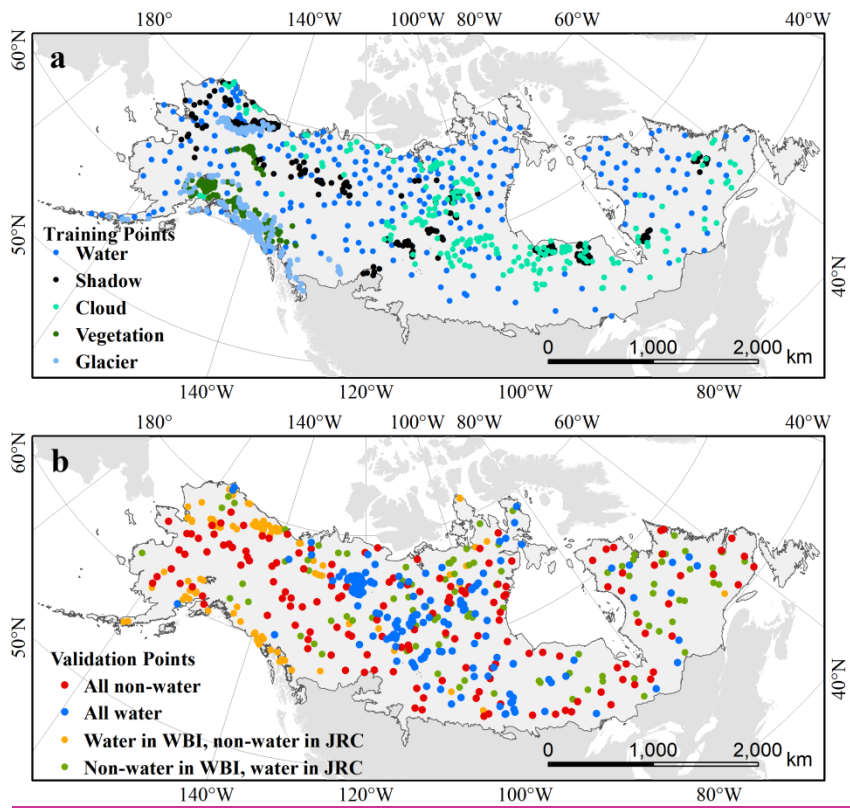 180° 140°W 100°W 80°W 60°W 40°W
60°N
a
50°N
40°N
Training Points
Water
Shadow
Cloud
Vegetation
Glacier
0 1,000 2,000
km
140°W 120°W 100°W 80°W
180° 140°W 100°W 80°W 60°W 40°W
60°N
b
50°N
40°N
Validation Points
All non-water
All water
Water in WBI, non-water in JRC
Non-water in WBI, water in JRC
0 1,000 2,000
km
140°W 120°W 100°W 80°W